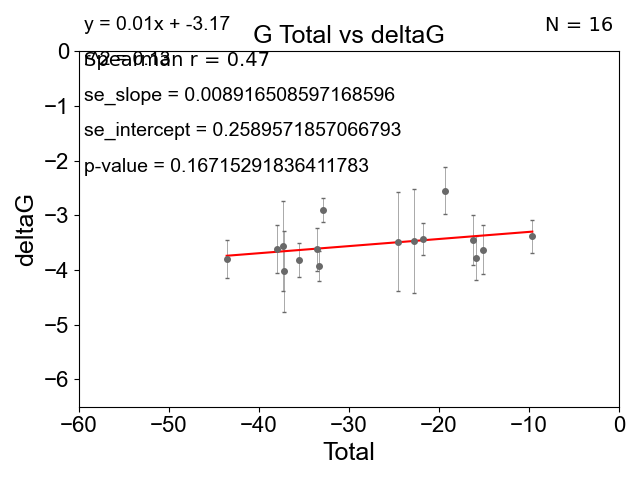 y = 0.01x + -3.17
N = 16
G Total vs deltaG
Spearman r = 0.47
se_slope = 0.008916508597168596
se_intercept = 0.2589571857066793
p-value = 0.16715291836411783
deltaG
0
−1
−2
−3
−4
−5
−6
−60
−50
−40
−30
−20
−10
0
Total